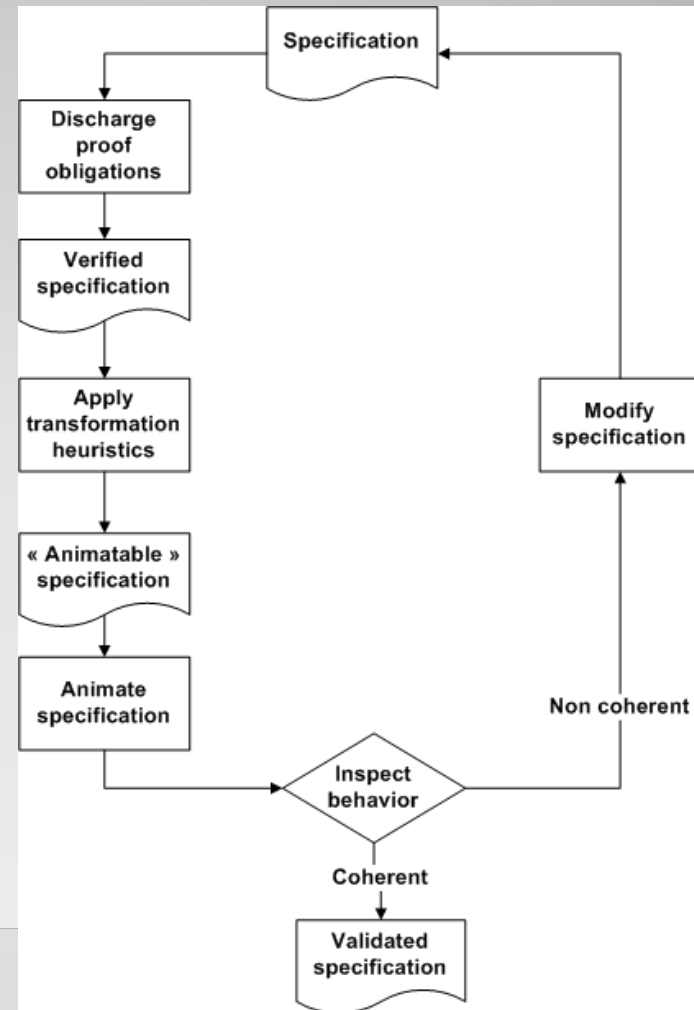 Specification
Discharge
proof
obligations
Verified
specification
Apply
transformation
heuristics
« Animatable »
specification
Animate
specification
Inspect
behavior
Non coherent
Modify
specification
Coherent
Validated
specification